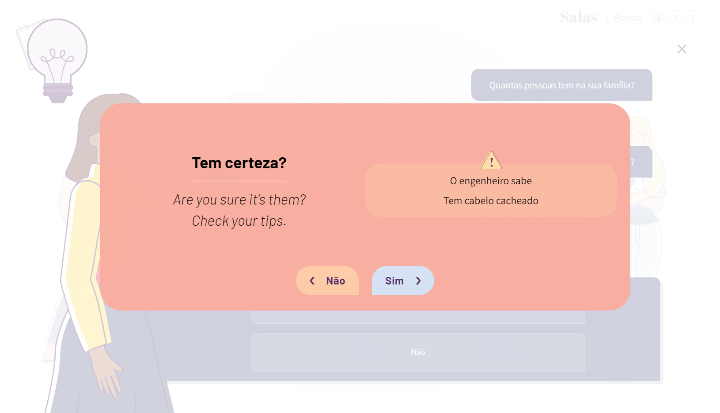 Salas
Rooms
1 2 3
Quantas pessoas tem na sua família?
?
Tem certeza?
Are you sure it's them?
Check your tips.
!
O engenheiro sabe
Tem cabelo cacheado
Não
Sim
Não